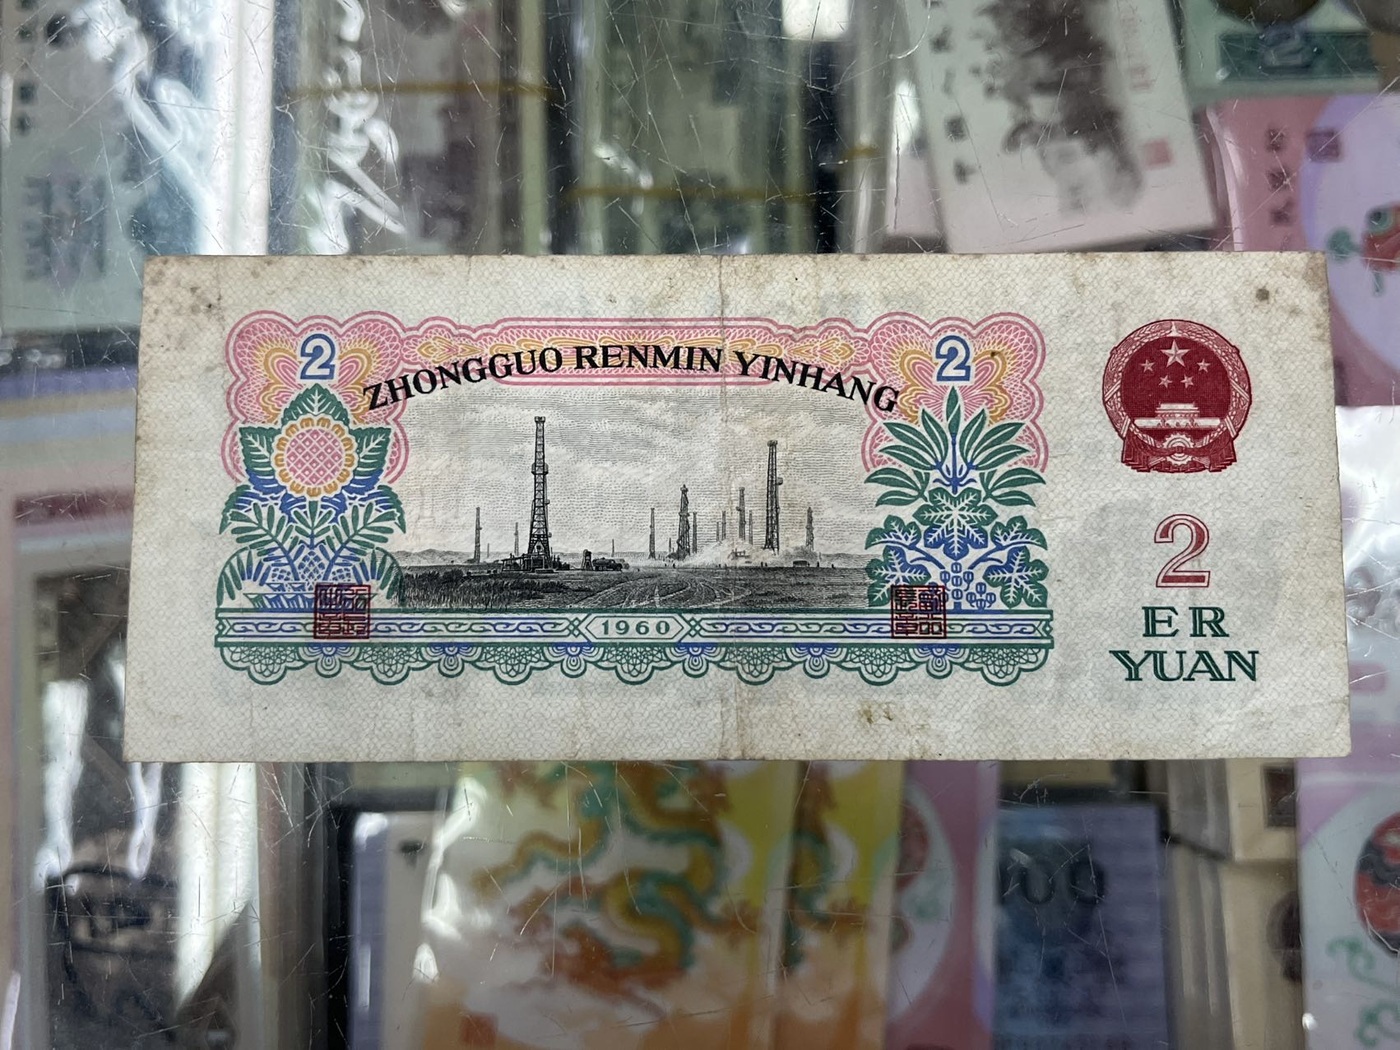 2
2
ZHONGGUO RENMIN YINHANG
1960
2
ER
YUAN